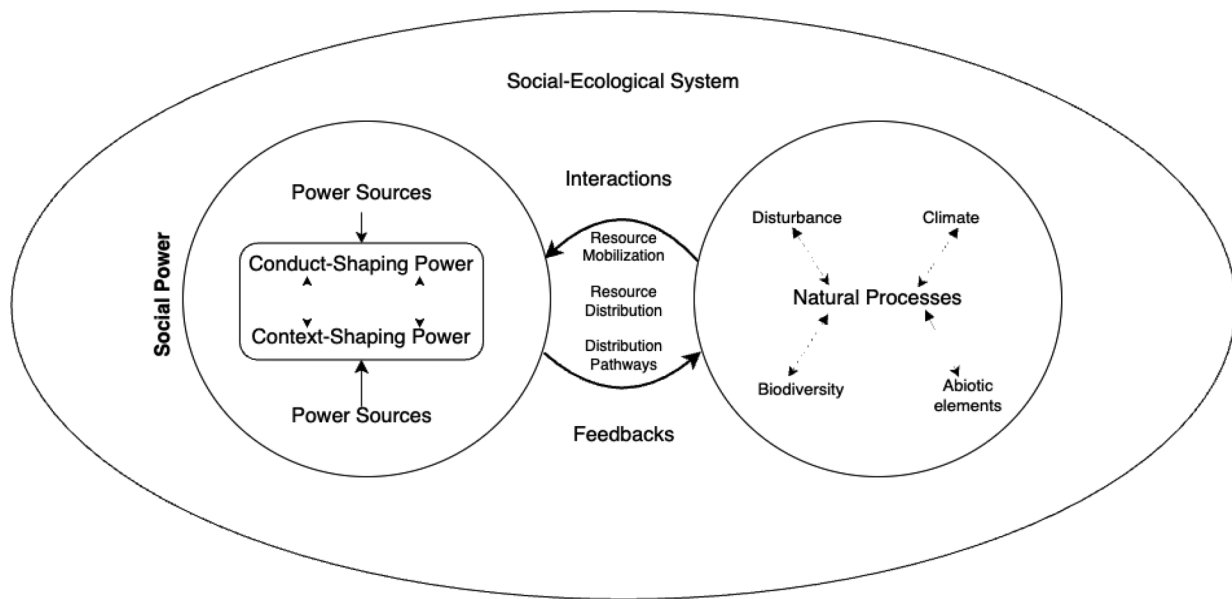 Social-Ecological System
Social Power
Power Sources
Conduct-Shaping Power
Context-Shaping Power
Power Sources
Interactions
Resource
Mobilization
Resource
Distribution
Distribution
Pathways
Feedbacks
Disturbance
Climate
Natural Processes
Biodiversity
Abiotic
elements